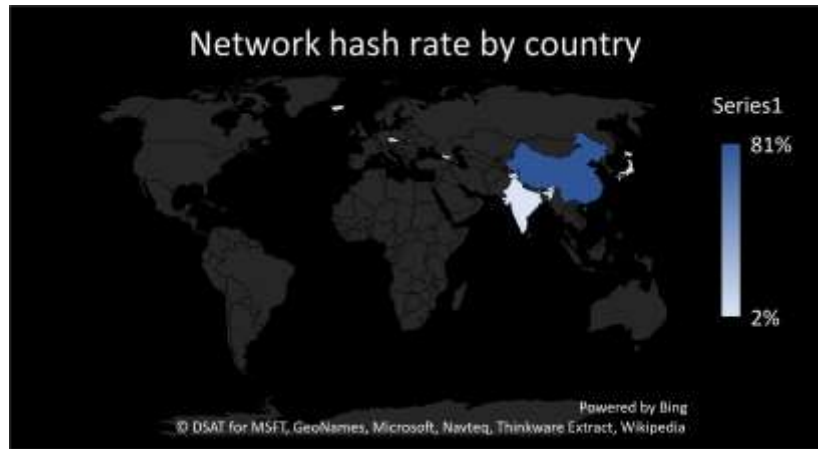 Network hash rate by country
Series1
81%
2%
Powered by Bing
© DSAT for MSFT, GeoNames, Microsoft, Navteq, Thinkware Extract, Wikipedia